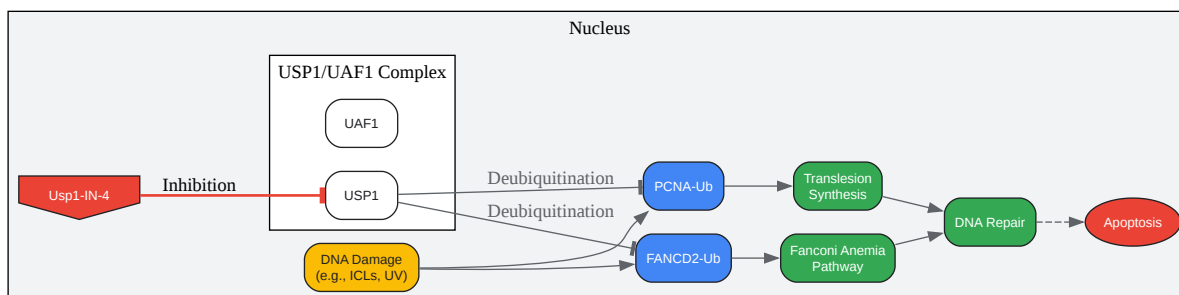 Nucleus
USP1/UAF1 Complex
UAF1
Usp1-IN-4
Inhibition
USP1
Deubiquitination
Deubiquitination
DNA Damage
(e.g., ICLs, UV)
PCNA-Ub
FANCD2-Ub
Translesion
Synthesis
Fanconi Anemia
Pathway
DNA Repair
Apoptosis